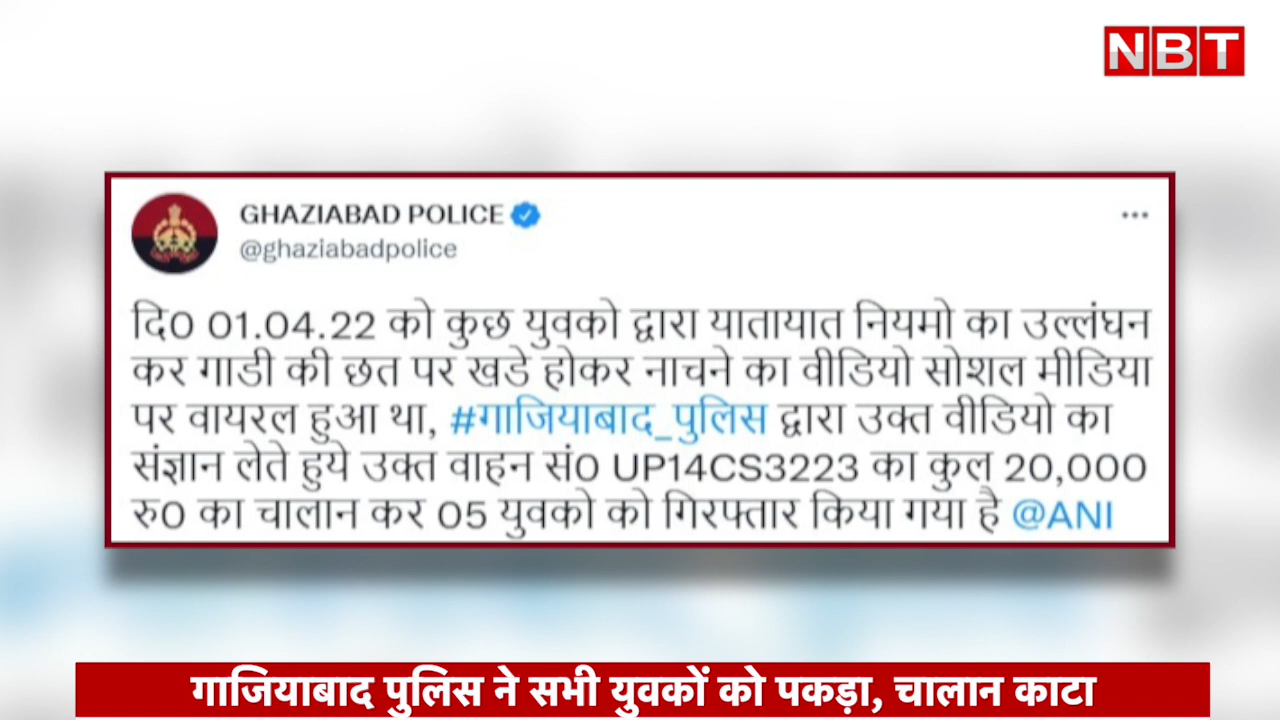 NBT
GHAZIABAD POLICE
@ghaziabadpolice
दि0 01.04.22 को कुछ युवको द्वारा यातायात नियमो का उल्लंघन
कर गाडी की छत पर खडे होकर नाचने का वीडियो सोशल मीडिया
पर वायरल हुआ था, #गाजियाबाद_पुलिस द्वारा उक्त वीडियो का
संज्ञान लेते हुये उक्त वाहन सं0 UP14CS3223 का कुल 20,000
रु0 का चालान कर 05 युवको को गिरफ्तार किया गया है @ANI
गाजियाबाद पुलिस ने सभी युवकों को पकड़ा, चालान काटा